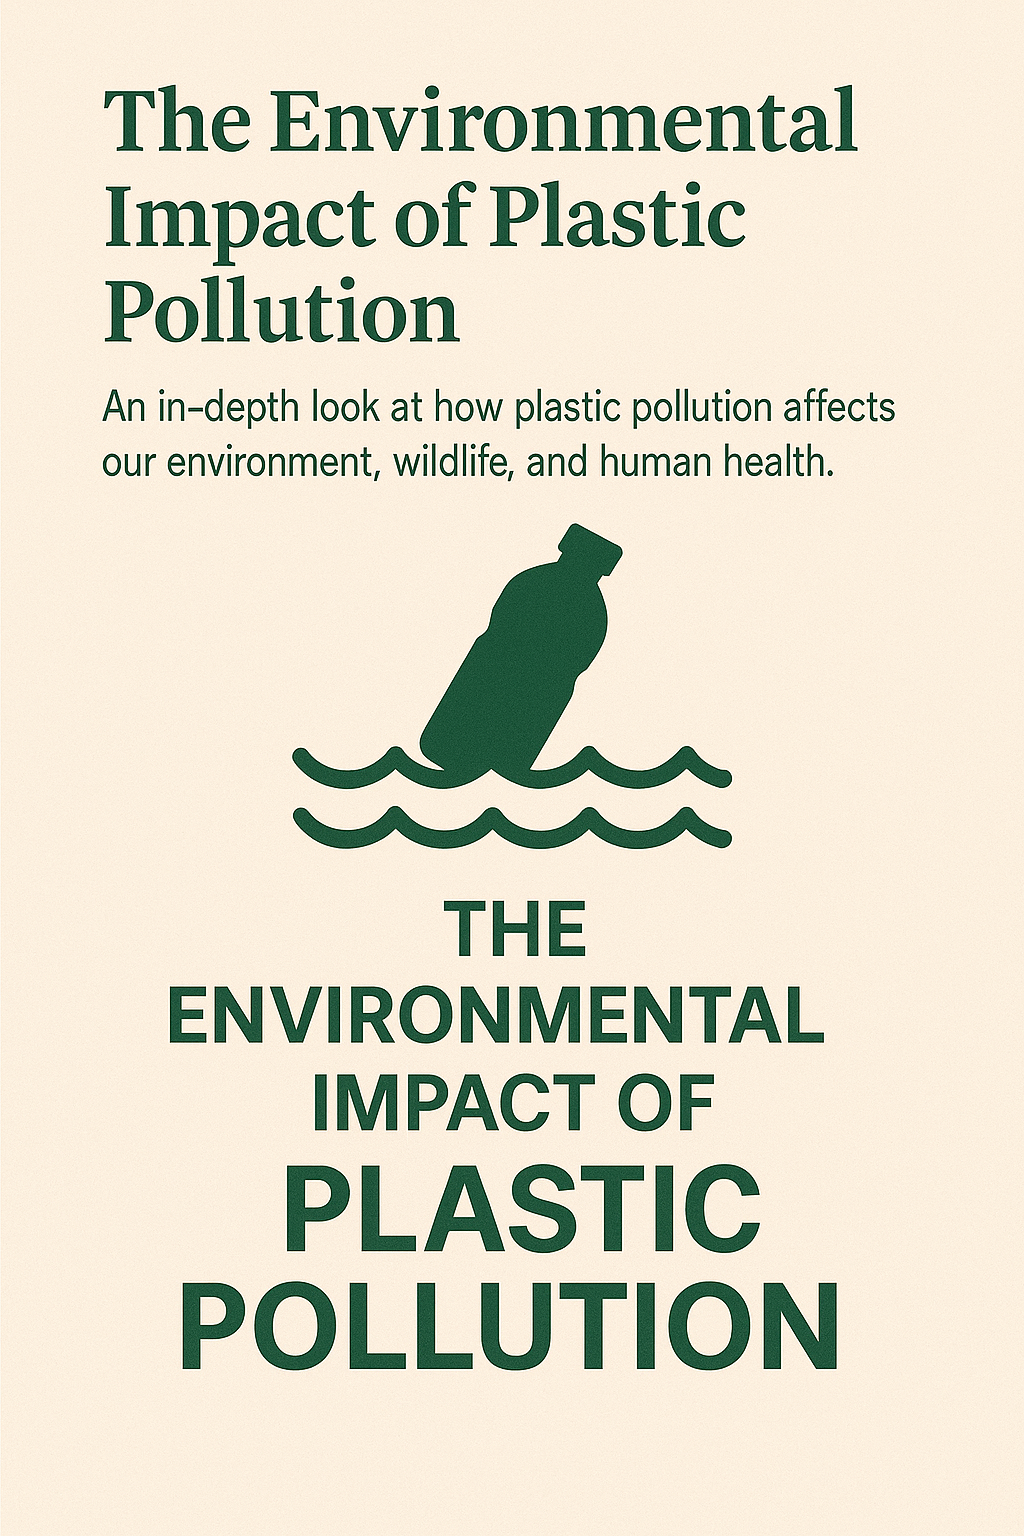 The Environmental
Impact of Plastic
Pollution
An in-depth look at how plastic pollution affects
our environment, wildlife, and human health.
THE
ENVIRONMENTAL
IMPACT OF
PLASTIC
POLLUTION